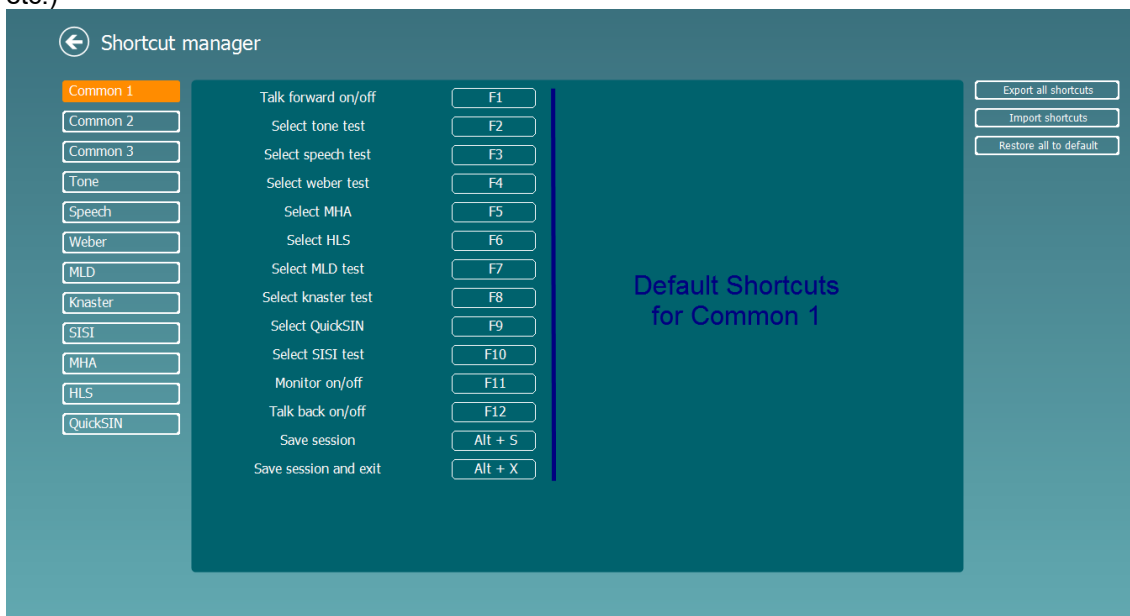 etc.)
Shortcut manager
Common 1
Common 2
Common 3
Tone
Speech
Weber
MLD
Knaster
SISI
MHA
HLS
QuickSIN
Talk forward on/off F1
Select tone test F2
Select speech test F3
Select weber test F4
Select MHA F5
Select HLS F6
Select MLD test F7
Select knaster test F8
Select QuickSIN F9
Select SISI test F10
Monitor on/off F11
Talk back on/off F12
Save session Alt + S
Save session and exit Alt + X
Default Shortcuts
for Common 1
Export all shortcuts
Import shortcuts
Restore all to default